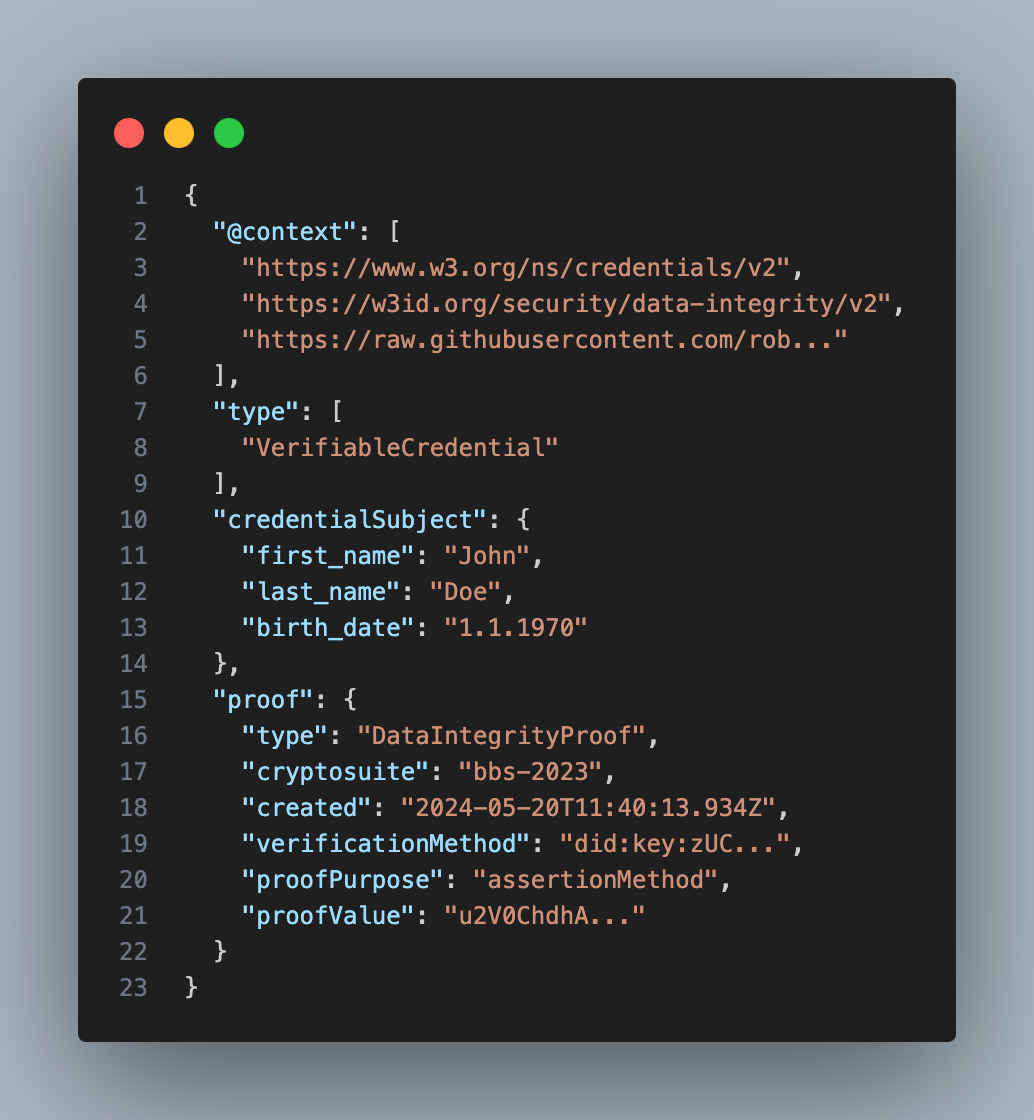 1 {
2   "@context": [
3     "https://www.w3.org/ns/credentials/v2",
4     "https://w3id.org/security/data-integrity/v2",
5     "https://raw.githubusercontent.com/rob..."
6   ],
7   "type": [
8     "VerifiableCredential"
9   ],
10   "credentialSubject": {
11     "first_name": "John",
12     "last_name": "Doe",
13     "birth_date": "1.1.1970"
14   },
15   "proof": {
16     "type": "DataIntegrityProof",
17     "cryptosuite": "bbs-2023",
18     "created": "2024-05-20T11:40:13.934Z",
19     "verificationMethod": "did:key:zUC...",
20     "proofPurpose": "assertionMethod",
21     "proofValue": "u2V0ChdhA..."
22   }
23 }